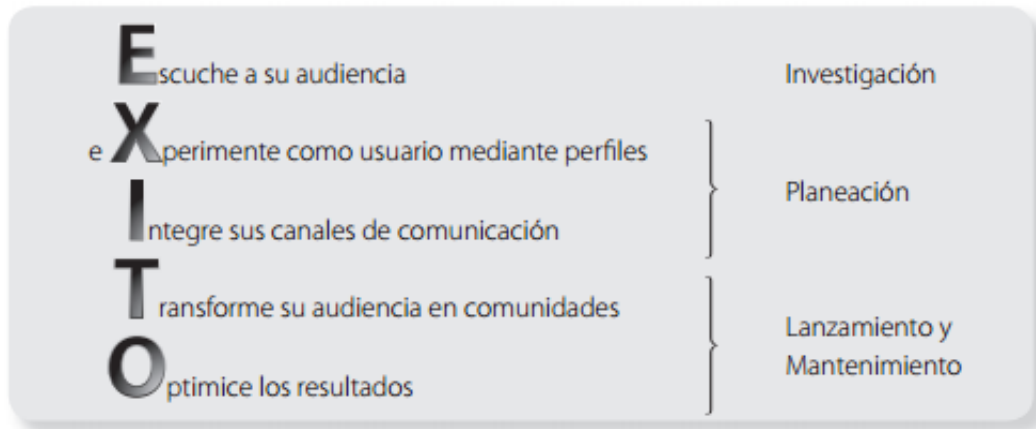 Escuche a su audiencia
Investigación
e Xperimente como usuario mediante perfiles
Planeación
Integre sus canales de comunicación
Transforme su audiencia en comunidades
Lanzamiento y
Mantenimiento
Optimice los resultados